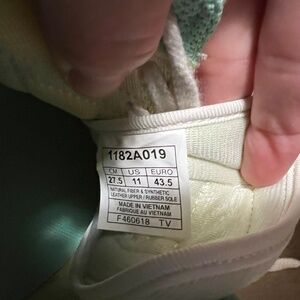 1182A019
CM US EURO
27.5 11 43.5
NATURAL FIBER & SYNTHETIC
LEATHER UPPER / RUBBER SOLE
MADE IN VIETNAM
FABRIQUE AU VIETNAM
F460618 TV